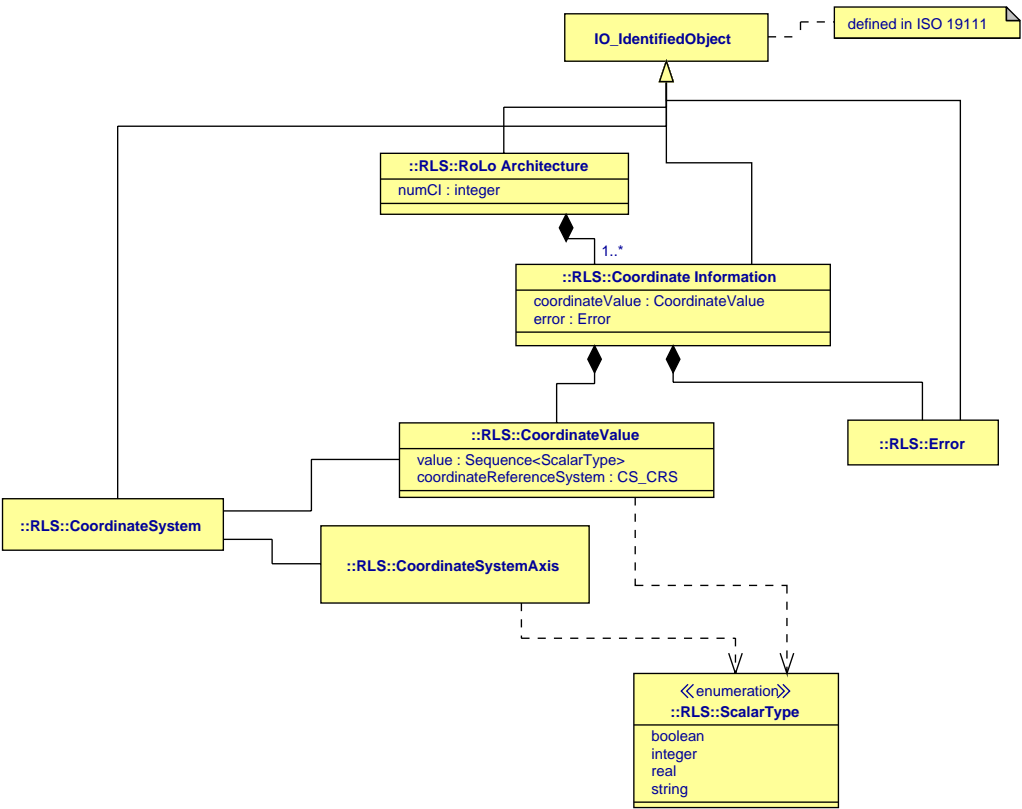 defined in ISO 19111
IO_IdentifiedObject
::RLS::RoLo Architecture
numCI : integer
1..*
::RLS::Coordinate Information
coordinateValue : CoordinateValue
error : Error
::RLS::CoordinateValue
value : Sequence<ScalarType>
coordinateReferenceSystem : CS_CRS
::RLS::Error
::RLS::CoordinateSystem
::RLS::CoordinateSystemAxis
≪enumeration≫
::RLS::ScalarType
boolean
integer
real
string